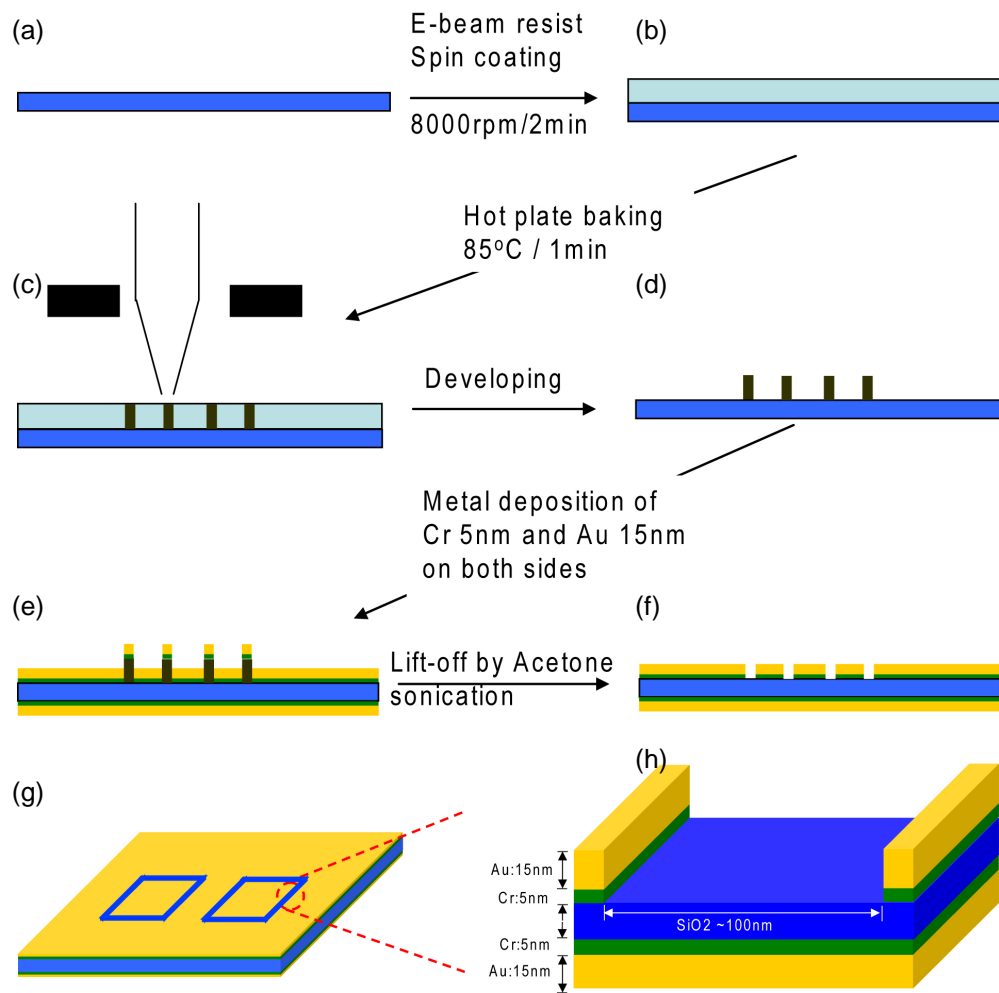 (a)
E-beam resist
Spin coating
8000rpm/2min
(b)
Hot plate baking
85°C / 1min
(c)
(d)
Developing
Metal deposition of
Cr 5nm and Au 15nm
on both sides
(e)
(f)
Lift-off by Acetone
sonication
(g)
(h)
Au:15nm
Cr:5nm
SiO2 ~100nm
Cr:5nm
Au:15nm